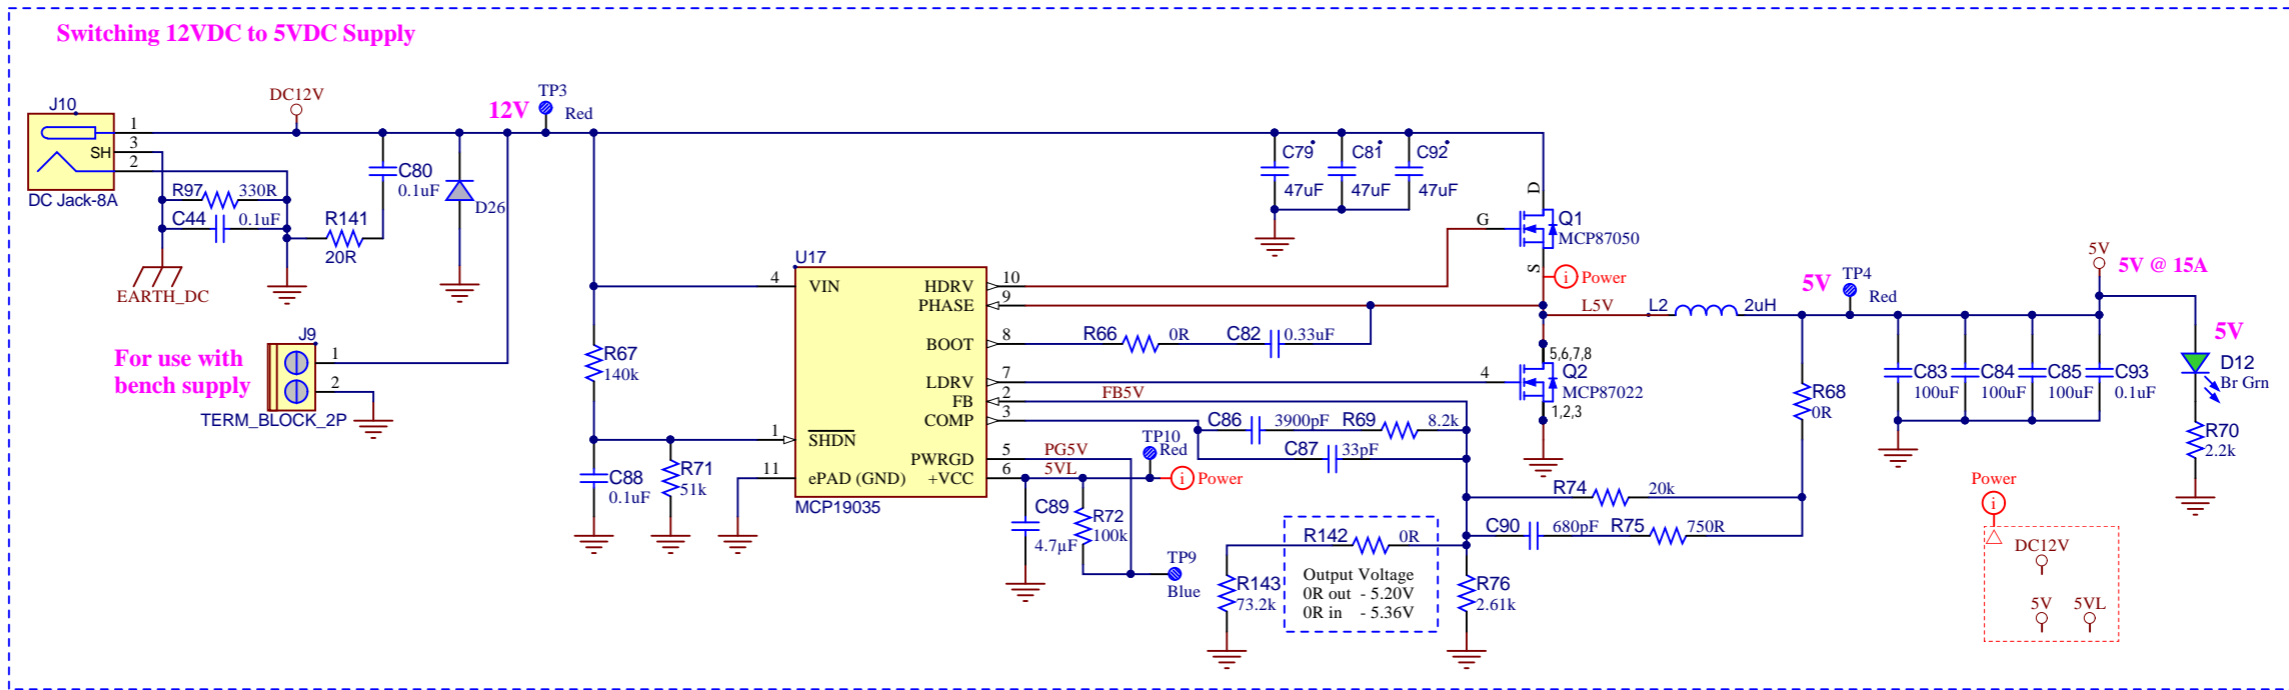 Switching 12VDC to 5VDC Supply
J10
1
3
SH
2
DC Jack-8A
DC12V
12V
TP3
Red
R97
330R
C44
0.1uF
EARTH_DC
R141
20R
C80
0.1uF
D26
For use with
bench supply
J9
1
2
TERM_BLOCK_2P
R67
140k
C88
0.1uF
R71
51k
U17
4
VIN
1
SHDN
11
ePAD (GND)
HDRV
10
PHASE
9
BOOT
8
LDRV
7
FB
2
COMP
3
PWRGD
5
+VCC
6
MCP19035
R66
0R
C82
0.33uF
FB5V
PG5V
5VL
TP10
Red
Power
C89
4.7µF
R72
100k
TP9
Blue
C79
47uF
C81
47uF
C92
47uF
D
G
S
Q1
MCP87050
Power
4
5,6,7,8
Q2
MCP87022
1,2,3
C86
3900pF
R69
8.2k
C87
33pF
R74
20k
C90
680pF
R75
750R
R142
0R
Output Voltage
0R out - 5.20V
0R in - 5.36V
R143
73.2k
R76
2.61k
L5V
L2
2uH
5V
TP4
Red
R68
0R
C83
100uF
C84
100uF
C85
100uF
C93
0.1uF
5V
5V @ 15A
5V
D12
Br Grn
R70
2.2k
Power
DC12V
5V
5VL